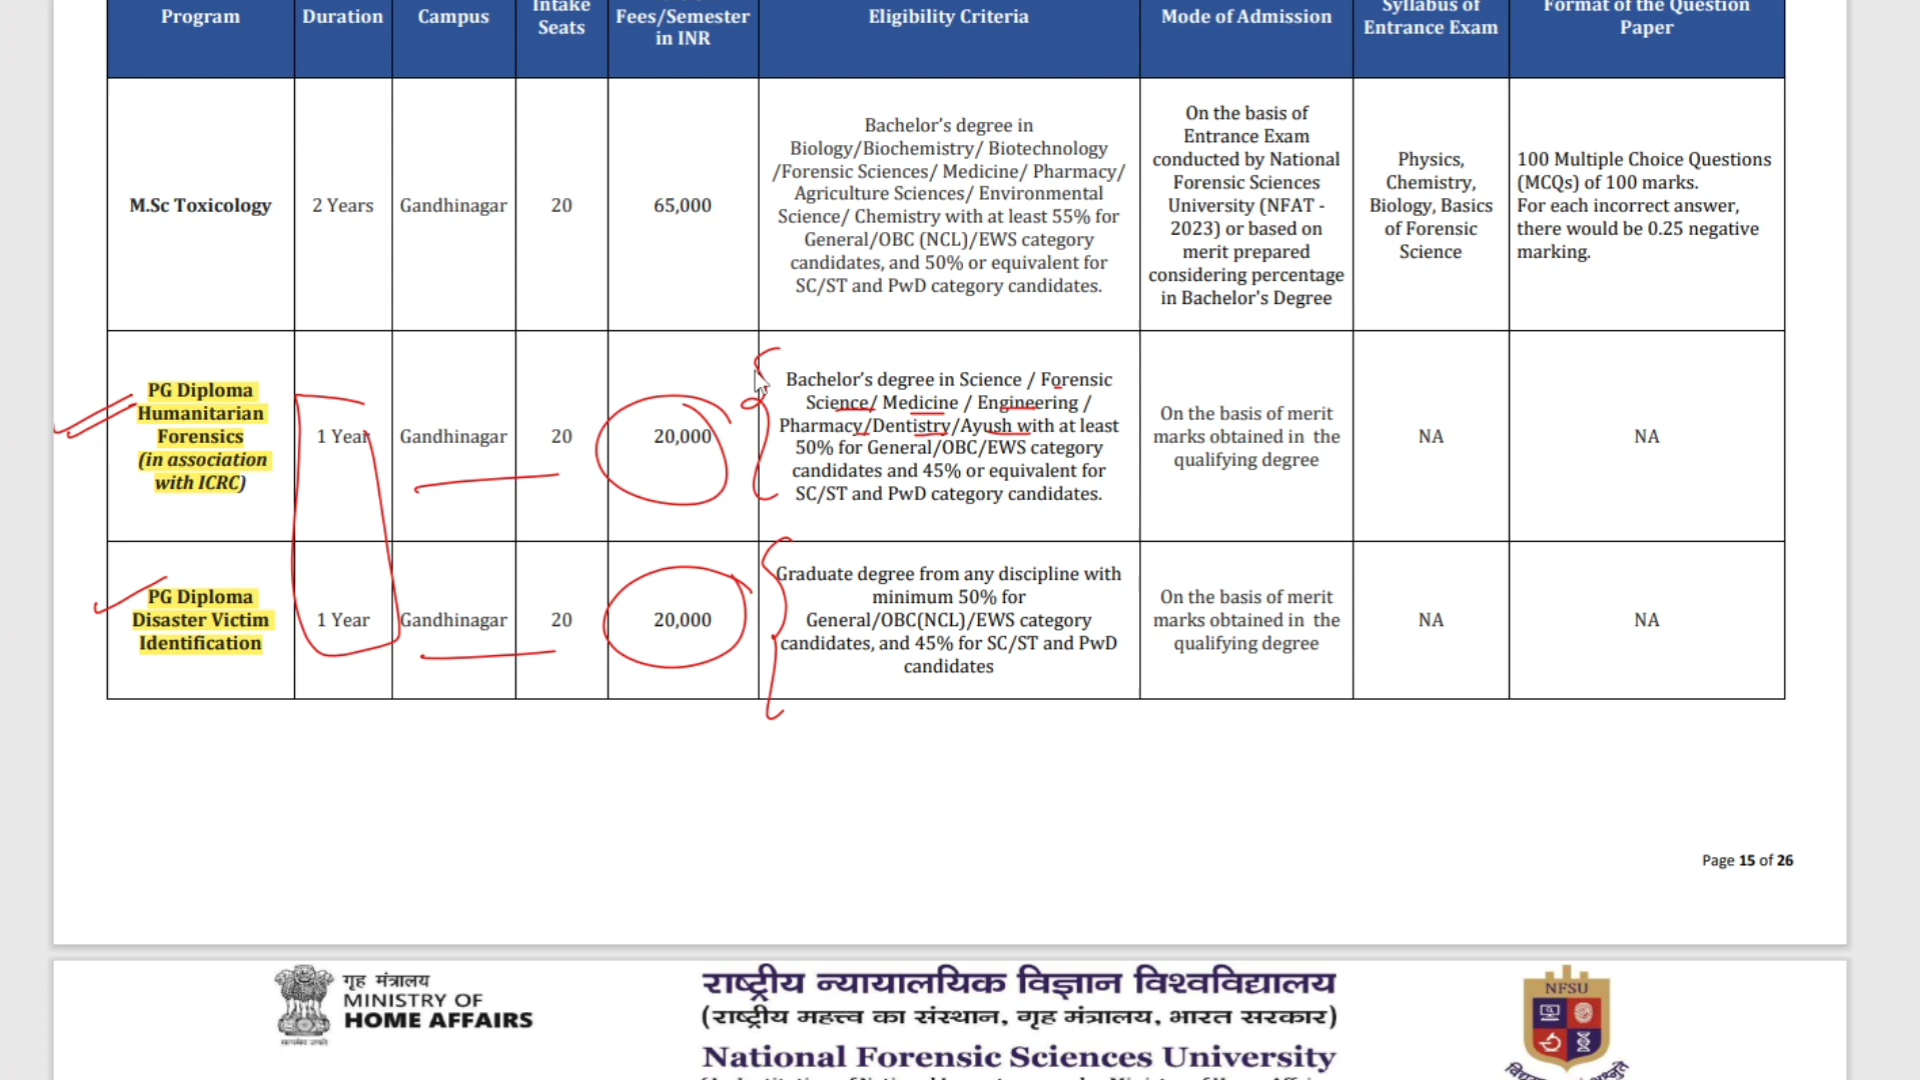 Program
Duration
Campus
Intake
Seats
Fees/Semester
in INR
Eligibility Criteria
Mode of Admission
Syllabus of
Entrance Exam
Format of the Question
Paper
M.Sc Toxicology
2 Years
Gandhinagar
20
65,000
Bachelor's degree in
Biology/Biochemistry/ Biotechnology
/Forensic Sciences/ Medicine/ Pharmacy/
Agriculture Sciences/ Environmental
Science/ Chemistry with at least 55% for
General/OBC (NCL)/EWS category
candidates, and 50% or equivalent for
SC/ST and PwD category candidates.
On the basis of
Entrance Exam
conducted by National
Forensic Sciences
University (NFAT -
2023) or based on
merit prepared
considering percentage
in Bachelor's Degree
Physics,
Chemistry,
Biology, Basics
of Forensic
Science
100 Multiple Choice Questions
(MCQs) of 100 marks.
For each incorrect answer,
there would be 0.25 negative
marking.
PG Diploma
Humanitarian
Forensics
(in association
with ICRC)
1 Year
Gandhinagar
20
20,000
Bachelor's degree in Science / Forensic
Science/ Medicine / Engineering /
Pharmacy/Dentistry/Ayush with at least
50% for General/OBC/EWS category
candidates and 45% or equivalent for
SC/ST and PwD category candidates.
On the basis of merit
marks obtained in the
qualifying degree
NA
NA
PG Diploma
Disaster Victim
Identification
1 Year
Gandhinagar
20
20,000
Graduate degree from any discipline with
minimum 50% for
General/OBC(NCL)/EWS category
candidates, and 45% for SC/ST and PwD
candidates
On the basis of merit
marks obtained in the
qualifying degree
NA
NA
Page 15 of 26
गृह मंत्रालय
MINISTRY OF
HOME AFFAIRS
सत्यमेव जयते
राष्ट्रीय न्यायालयिक विज्ञान विश्वविद्यालय
(राष्ट्रीय महत्त्व का संस्थान, गृह मंत्रालय, भारत सरकार)
National Forensic Sciences University
NFSU